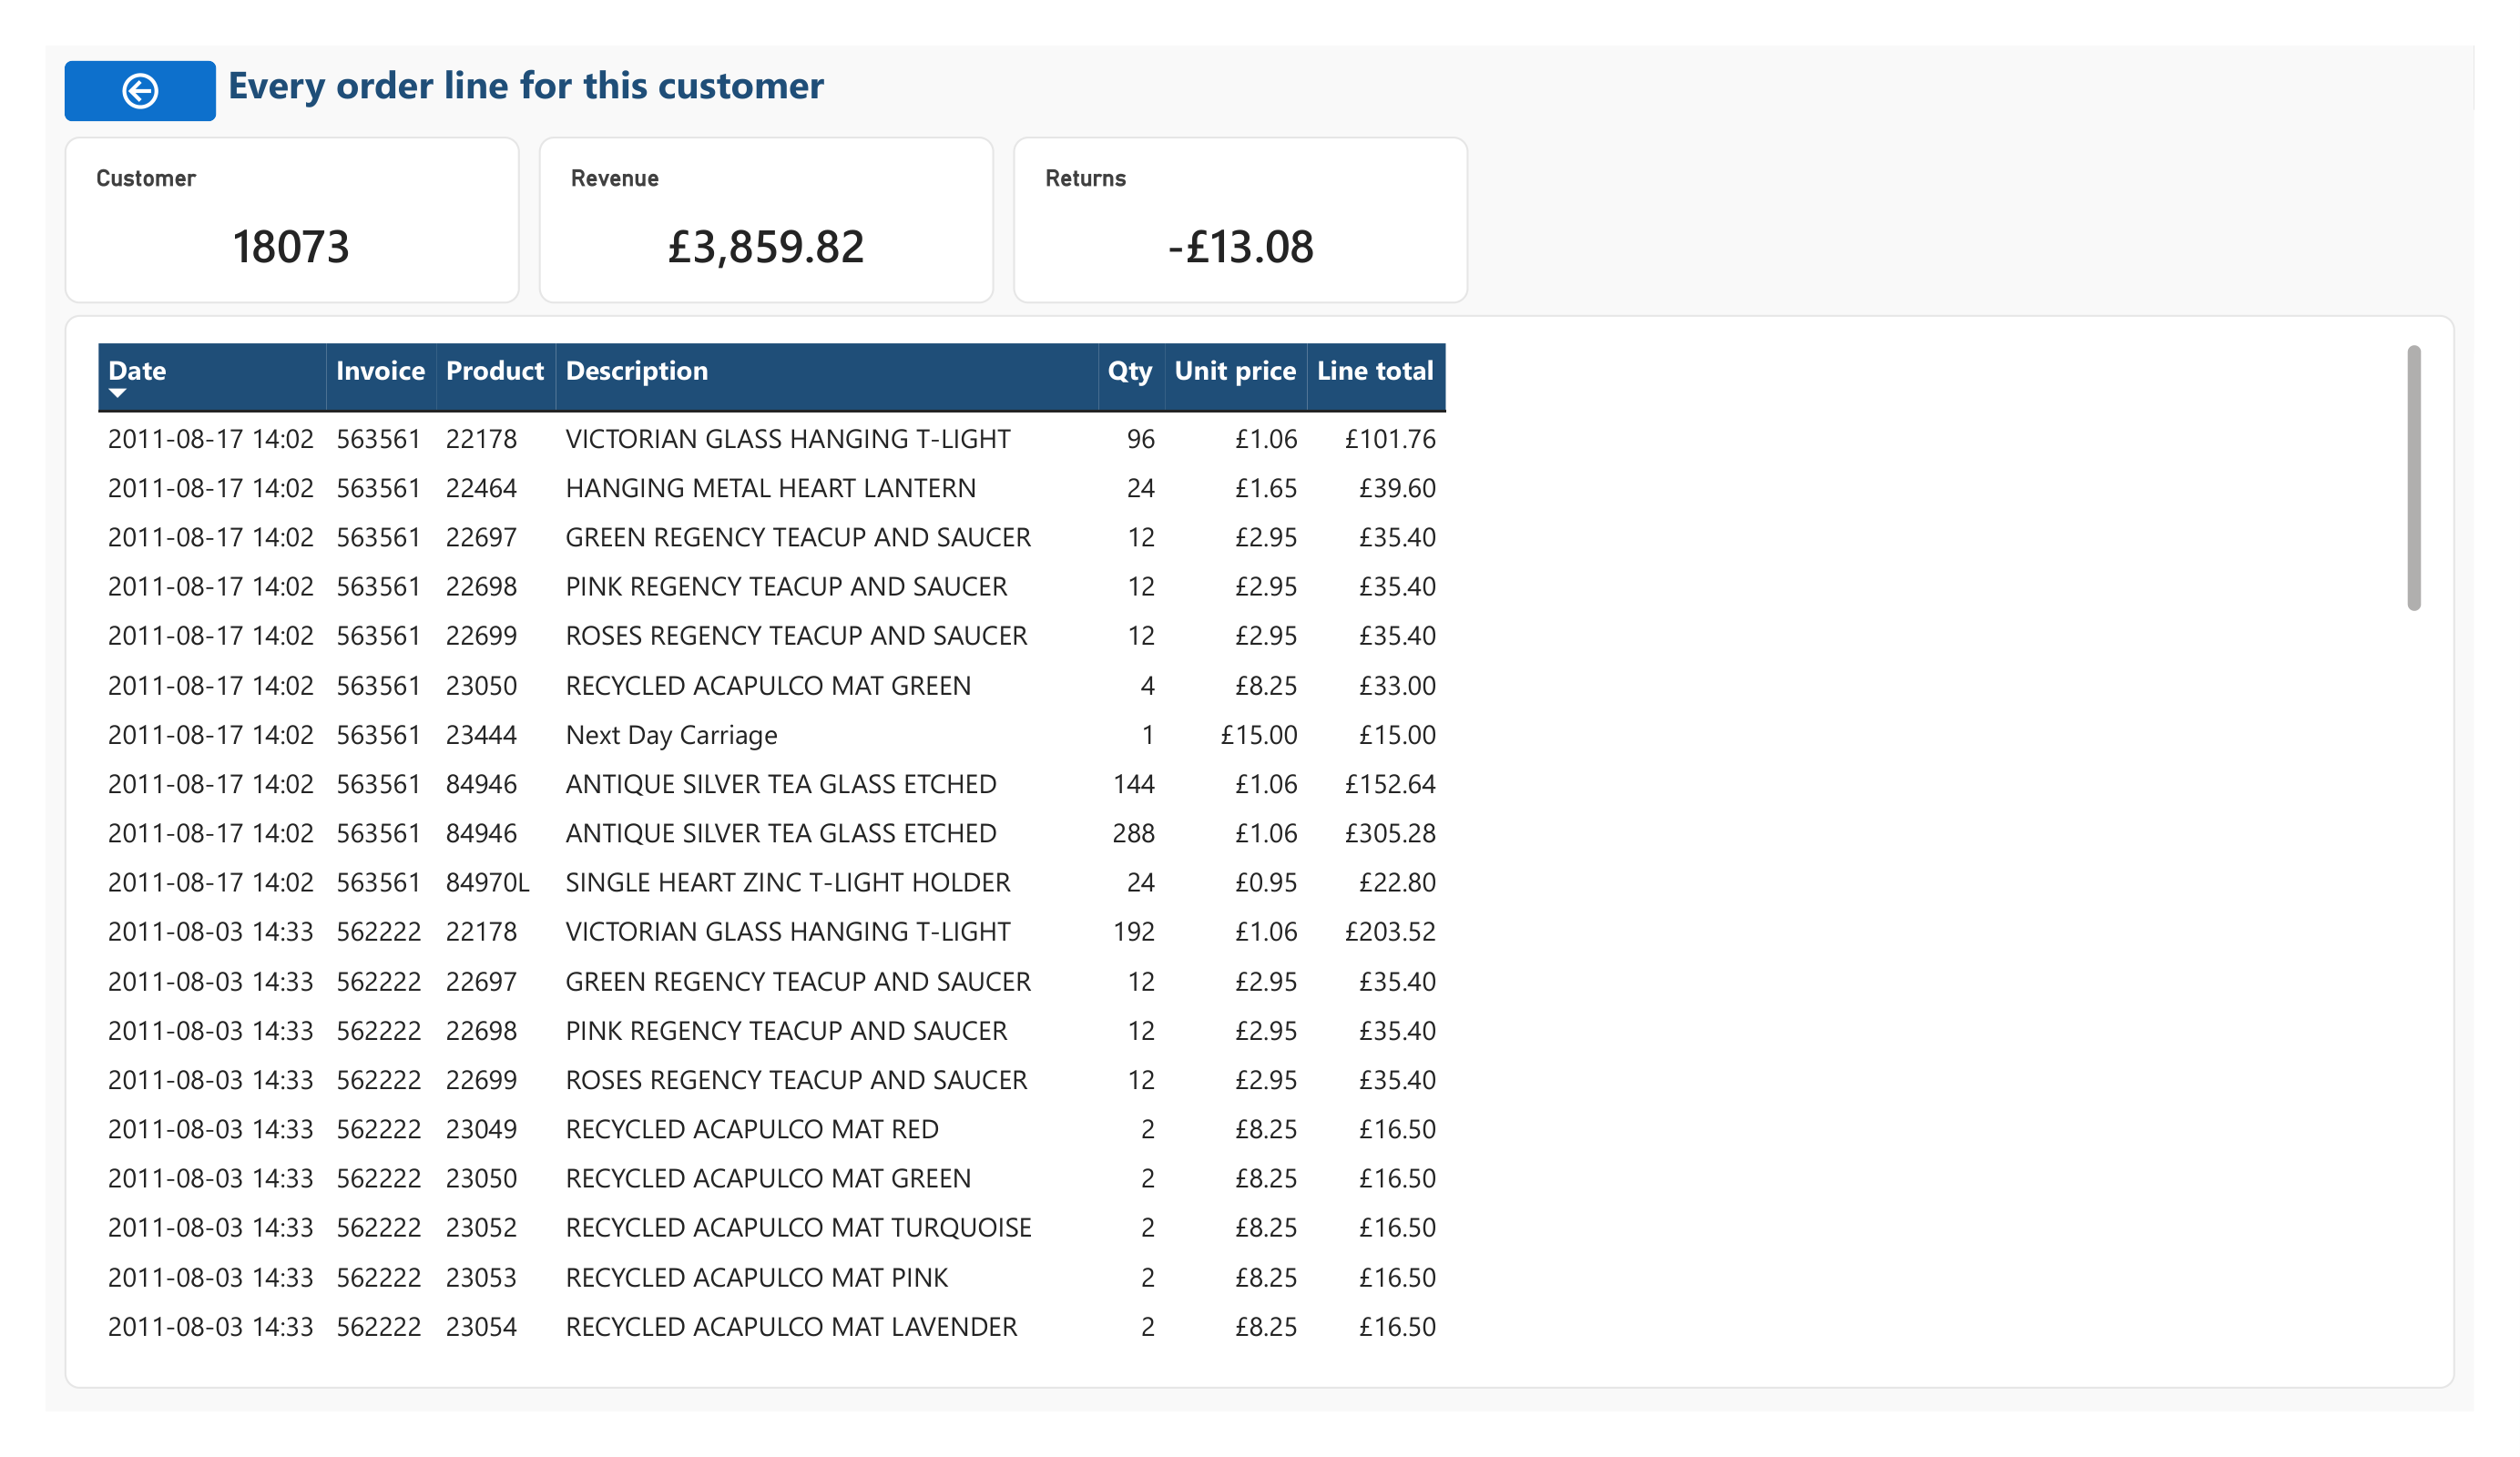 Every order line for this customer
Customer
18073
Revenue
£3,859.82
Returns
-£13.08
Date Invoice Product Description Qty Unit price Line total
2011-08-17 14:02 563561 22178 VICTORIAN GLASS HANGING T-LIGHT 96 £1.06 £101.76
2011-08-17 14:02 563561 22464 HANGING METAL HEART LANTERN 24 £1.65 £39.60
2011-08-17 14:02 563561 22697 GREEN REGENCY TEACUP AND SAUCER 12 £2.95 £35.40
2011-08-17 14:02 563561 22698 PINK REGENCY TEACUP AND SAUCER 12 £2.95 £35.40
2011-08-17 14:02 563561 22699 ROSES REGENCY TEACUP AND SAUCER 12 £2.95 £35.40
2011-08-17 14:02 563561 23050 RECYCLED ACAPULCO MAT GREEN 4 £8.25 £33.00
2011-08-17 14:02 563561 23444 Next Day Carriage 1 £15.00 £15.00
2011-08-17 14:02 563561 84946 ANTIQUE SILVER TEA GLASS ETCHED 144 £1.06 £152.64
2011-08-17 14:02 563561 84946 ANTIQUE SILVER TEA GLASS ETCHED 288 £1.06 £305.28
2011-08-17 14:02 563561 84970L SINGLE HEART ZINC T-LIGHT HOLDER 24 £0.95 £22.80
2011-08-03 14:33 562222 22178 VICTORIAN GLASS HANGING T-LIGHT 192 £1.06 £203.52
2011-08-03 14:33 562222 22697 GREEN REGENCY TEACUP AND SAUCER 12 £2.95 £35.40
2011-08-03 14:33 562222 22698 PINK REGENCY TEACUP AND SAUCER 12 £2.95 £35.40
2011-08-03 14:33 562222 22699 ROSES REGENCY TEACUP AND SAUCER 12 £2.95 £35.40
2011-08-03 14:33 562222 23049 RECYCLED ACAPULCO MAT RED 2 £8.25 £16.50
2011-08-03 14:33 562222 23050 RECYCLED ACAPULCO MAT GREEN 2 £8.25 £16.50
2011-08-03 14:33 562222 23052 RECYCLED ACAPULCO MAT TURQUOISE 2 £8.25 £16.50
2011-08-03 14:33 562222 23053 RECYCLED ACAPULCO MAT PINK 2 £8.25 £16.50
2011-08-03 14:33 562222 23054 RECYCLED ACAPULCO MAT LAVENDER 2 £8.25 £16.50